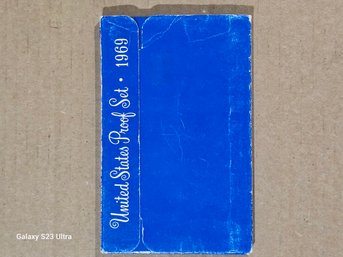 United States Proof Set • 1969
Galaxy S23 Ultra